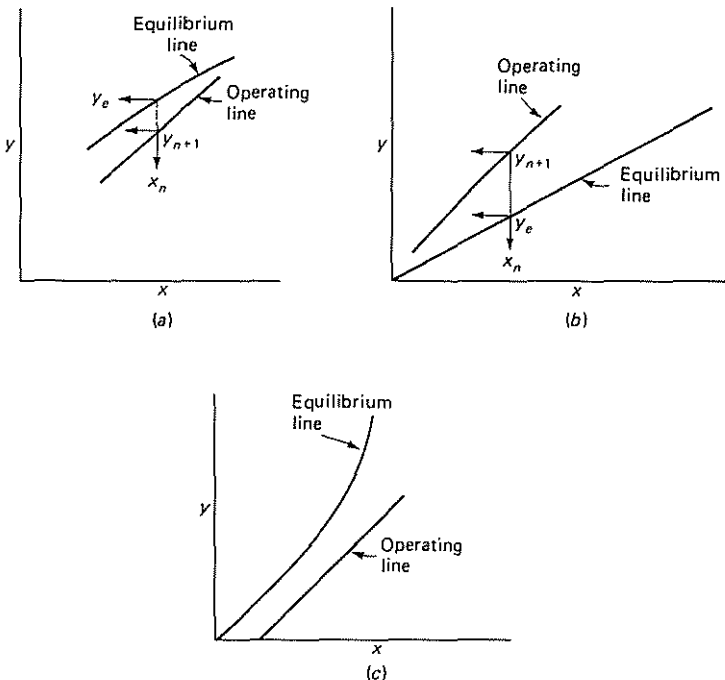 Equilibrium
line
y_e
Operating
line
y_{n+1}
x_n
y
x
(a)
Operating
line
y_{n+1}
Equilibrium
line
y_e
x_n
y
x
(b)
Equilibrium
line
y
Operating
line
x
(c)